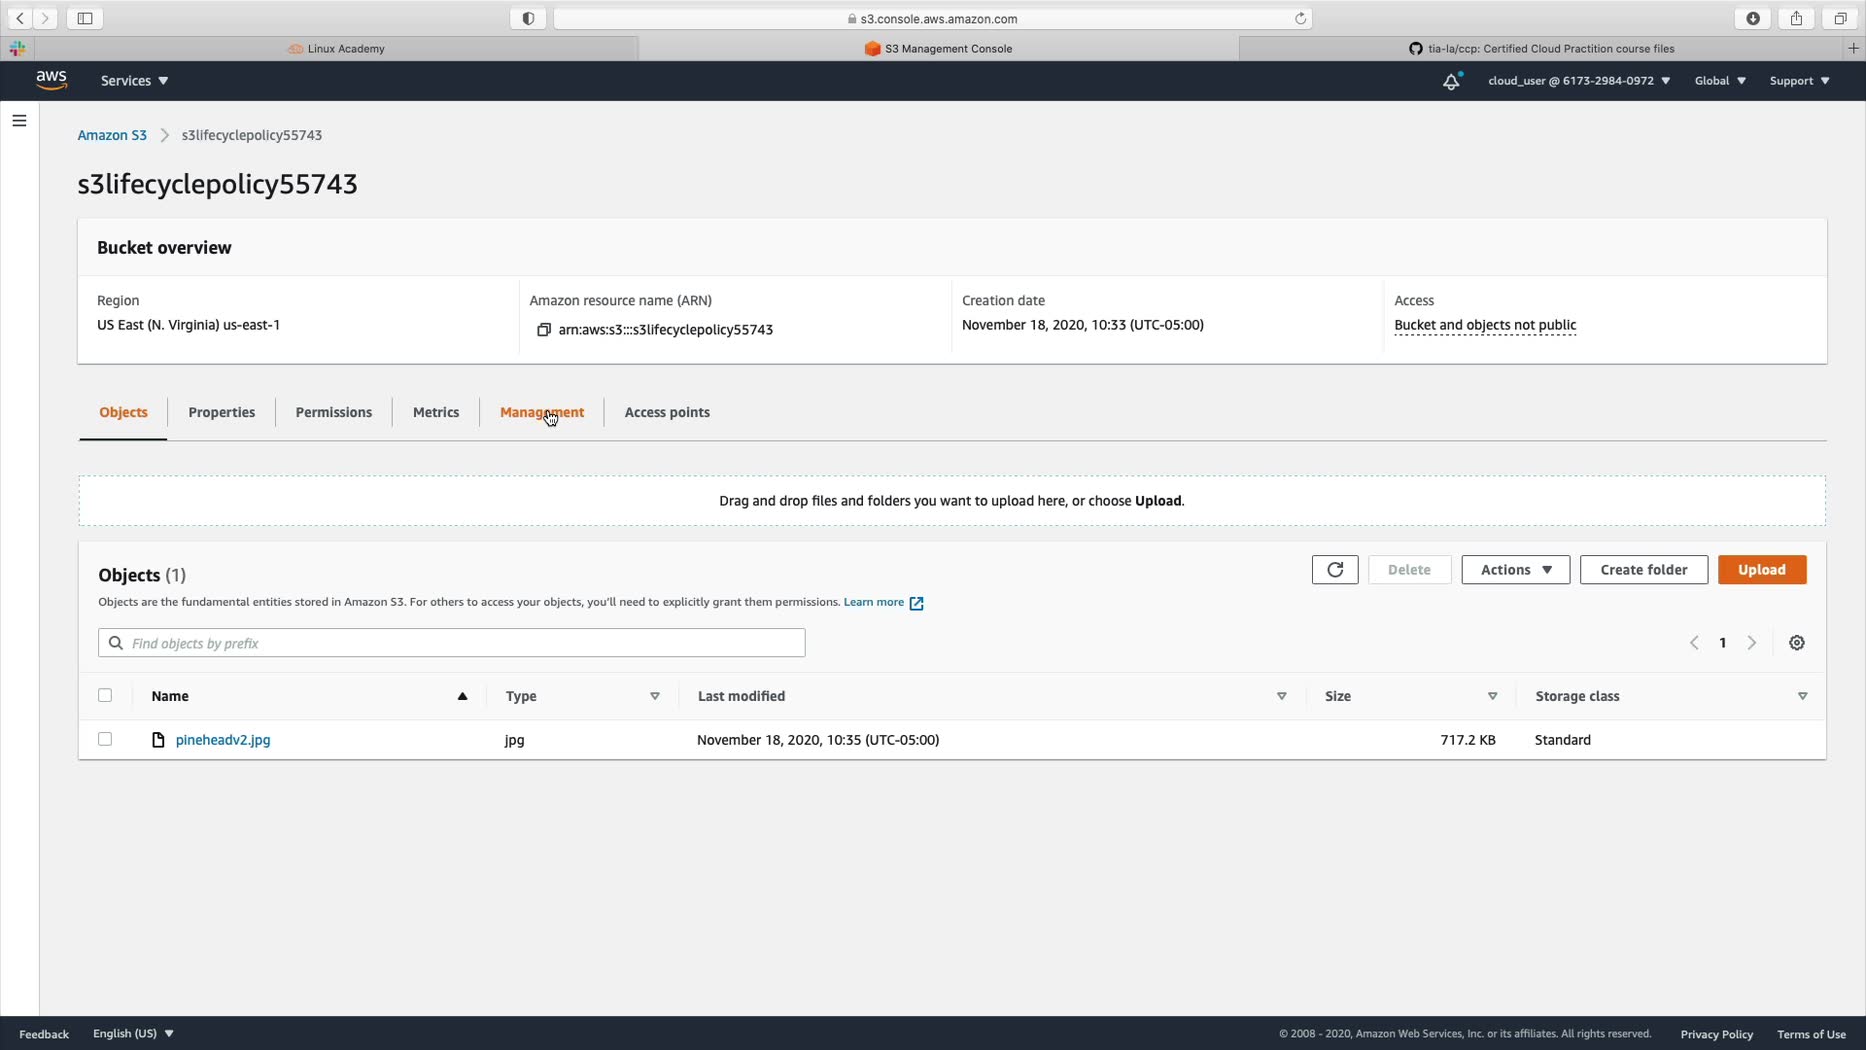 s3.console.aws.amazon.com
Linux Academy
S3 Management Console
tia-la/ccp: Certified Cloud Practition course files
aws
Services
cloud_user @ 6173-2984-0972
Global
Support
Amazon S3
s3lifecyclepolicy55743
s3lifecyclepolicy55743
Bucket overview
Region
Amazon resource name (ARN)
Creation date
Access
US East (N. Virginia) us-east-1
arn:aws:s3:::s3lifecyclepolicy55743
November 18, 2020, 10:33 (UTC-05:00)
Bucket and objects not public
Objects
Properties
Permissions
Metrics
Management
Access points
Drag and drop files and folders you want to upload here, or choose Upload.
Objects (1)
Delete
Actions
Create folder
Upload
Objects are the fundamental entities stored in Amazon S3. For others to access your objects, you'll need to explicitly grant them permissions. Learn more
Find objects by prefix
1
Name
Type
Last modified
Size
Storage class
pineheadv2.jpg
jpg
November 18, 2020, 10:35 (UTC-05:00)
717.2 KB
Standard
Feedback
English (US)
© 2008 - 2020, Amazon Web Services, Inc. or its affiliates. All rights reserved.
Privacy Policy
Terms of Use